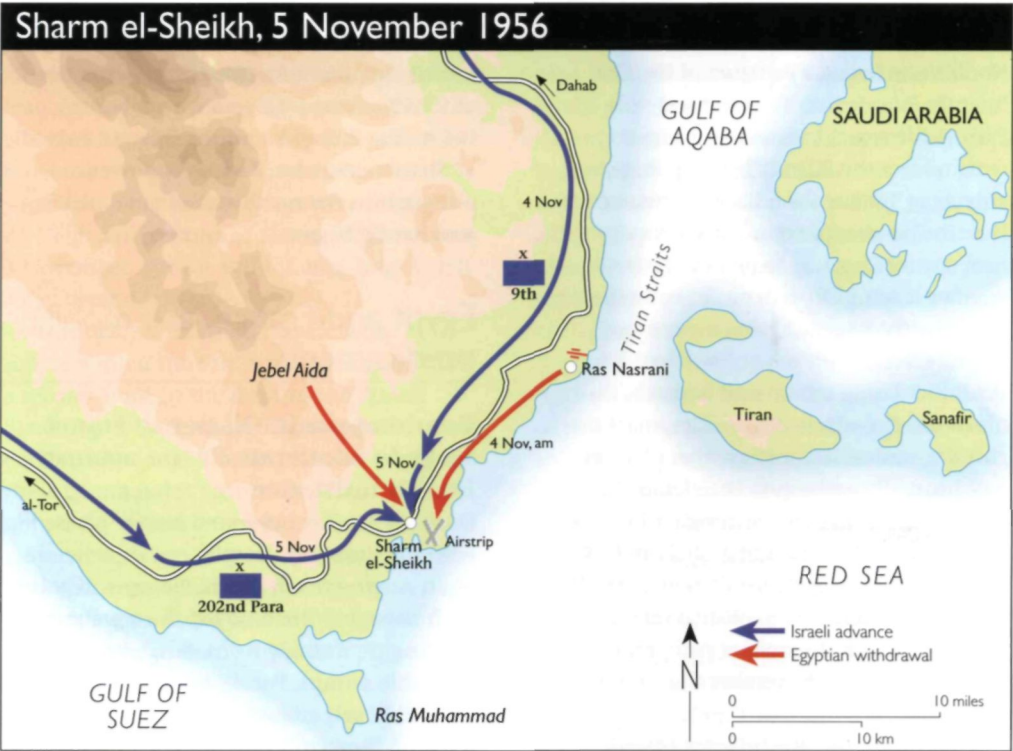 Sharm el-Sheikh, 5 November 1956
Dahab
GULF OF
AQABA
SAUDI ARABIA
4 Nov
x
9th
Tiran Straits
Jebel Aida
Ras Nasrani
Tiran
Sanafir
4 Nov, am
5 Nov
al-Tor
5 Nov
Sharm
el-Sheikh
Airstrip
x
202nd Para
RED SEA
N
Israeli advance
Egyptian withdrawal
GULF OF
SUEZ
Ras Muhammad
0 10 miles
0 10 km